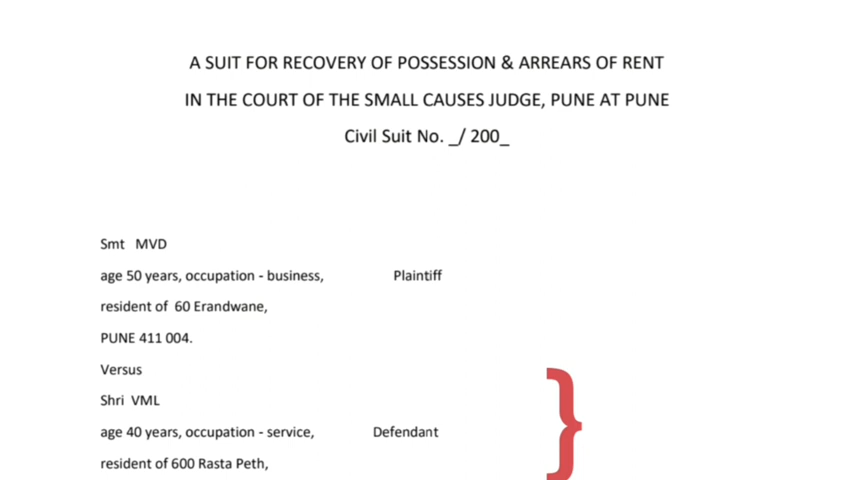 A SUIT FOR RECOVERY OF POSSESSION & ARREARS OF RENT
IN THE COURT OF THE SMALL CAUSES JUDGE, PUNE AT PUNE
Civil Suit No. _/ 200_
Smt MVD
age 50 years, occupation - business, Plaintiff
resident of 60 Erandwane,
PUNE 411 004.
Versus
Shri VML
age 40 years, occupation - service, Defendant
resident of 600 Rasta Peth,